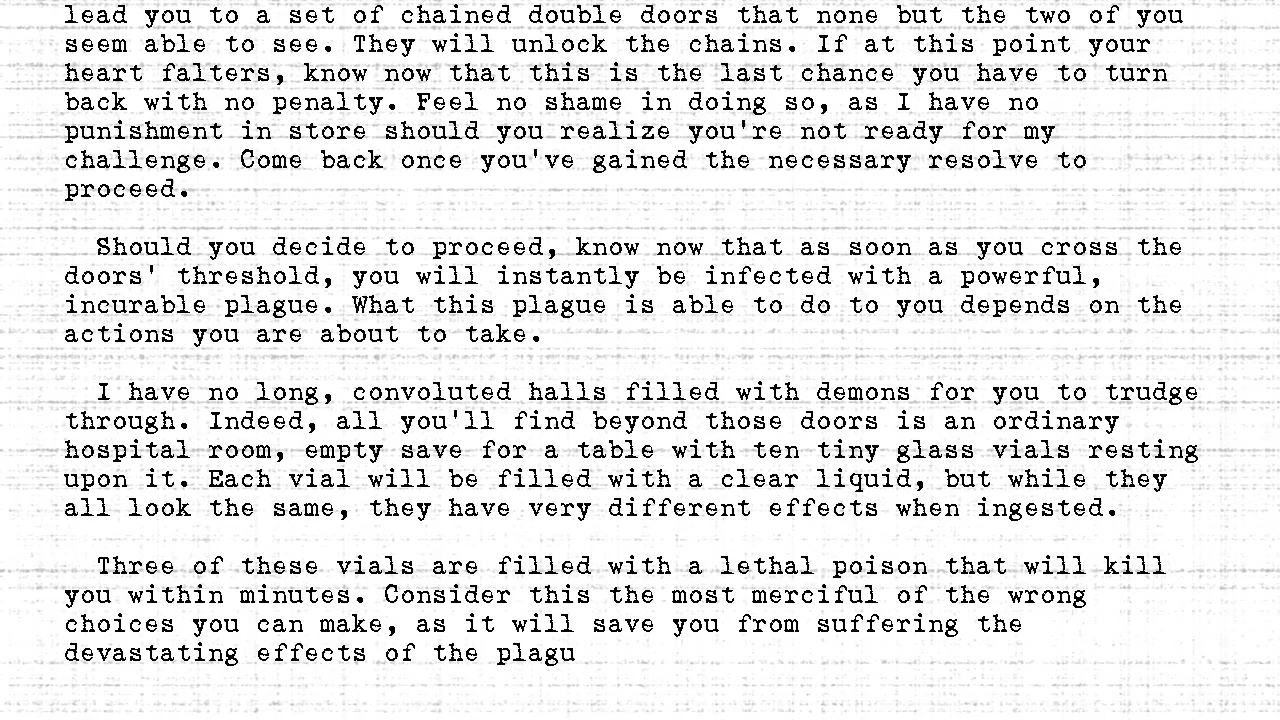 lead you to a set of chained double doors that none but the two of you
seem able to see. They will unlock the chains. If at this point your
heart falters, know now that this is the last chance you have to turn
back with no penalty. Feel no shame in doing so, as I have no
punishment in store should you realize you're not ready for my
challenge. Come back once you've gained the necessary resolve to
proceed.
Should you decide to proceed, know now that as soon as you cross the
doors' threshold, you will instantly be infected with a powerful,
incurable plague. What this plague is able to do to you depends on the
actions you are about to take.
I have no long, convoluted halls filled with demons for you to trudge
through. Indeed, all you'll find beyond those doors is an ordinary
hospital room, empty save for a table with ten tiny glass vials resting
upon it. Each vial will be filled with a clear liquid, but while they
all look the same, they have very different effects when ingested.
Three of these vials are filled with a lethal poison that will kill
you within minutes. Consider this the most merciful of the wrong
choices you can make, as it will save you from suffering the
devastating effects of the plagu